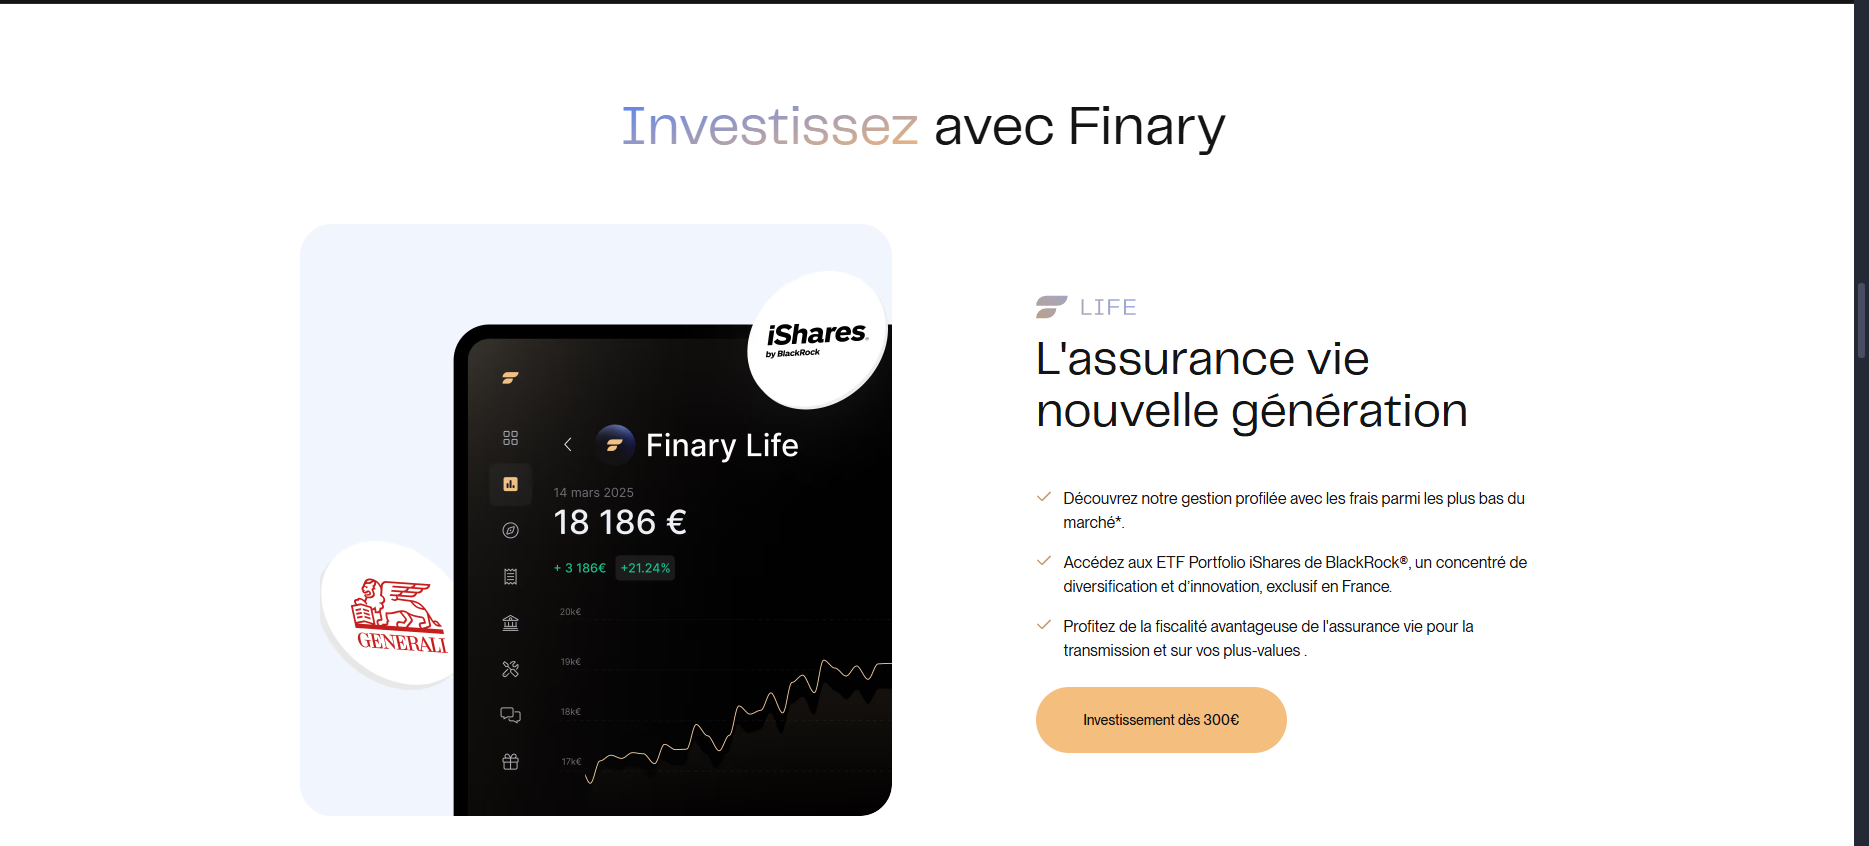 Investissez avec Finary
iShares
by BlackRock
Finary Life
14 mars 2025
18 186 €
+ 3 186€ +21.24%
20k€
19k€
18k€
17k€
GENERALI
LIFE
L'assurance vie
nouvelle génération
Découvrez notre gestion profilée avec les frais parmi les plus bas du
marché*.
Accédez aux ETF Portfolio iShares de BlackRock®, un concentré de
diversification et d’innovation, exclusif en France.
Profitez de la fiscalité avantageuse de l'assurance vie pour la
transmission et sur vos plus-values .
Investissement dès 300€